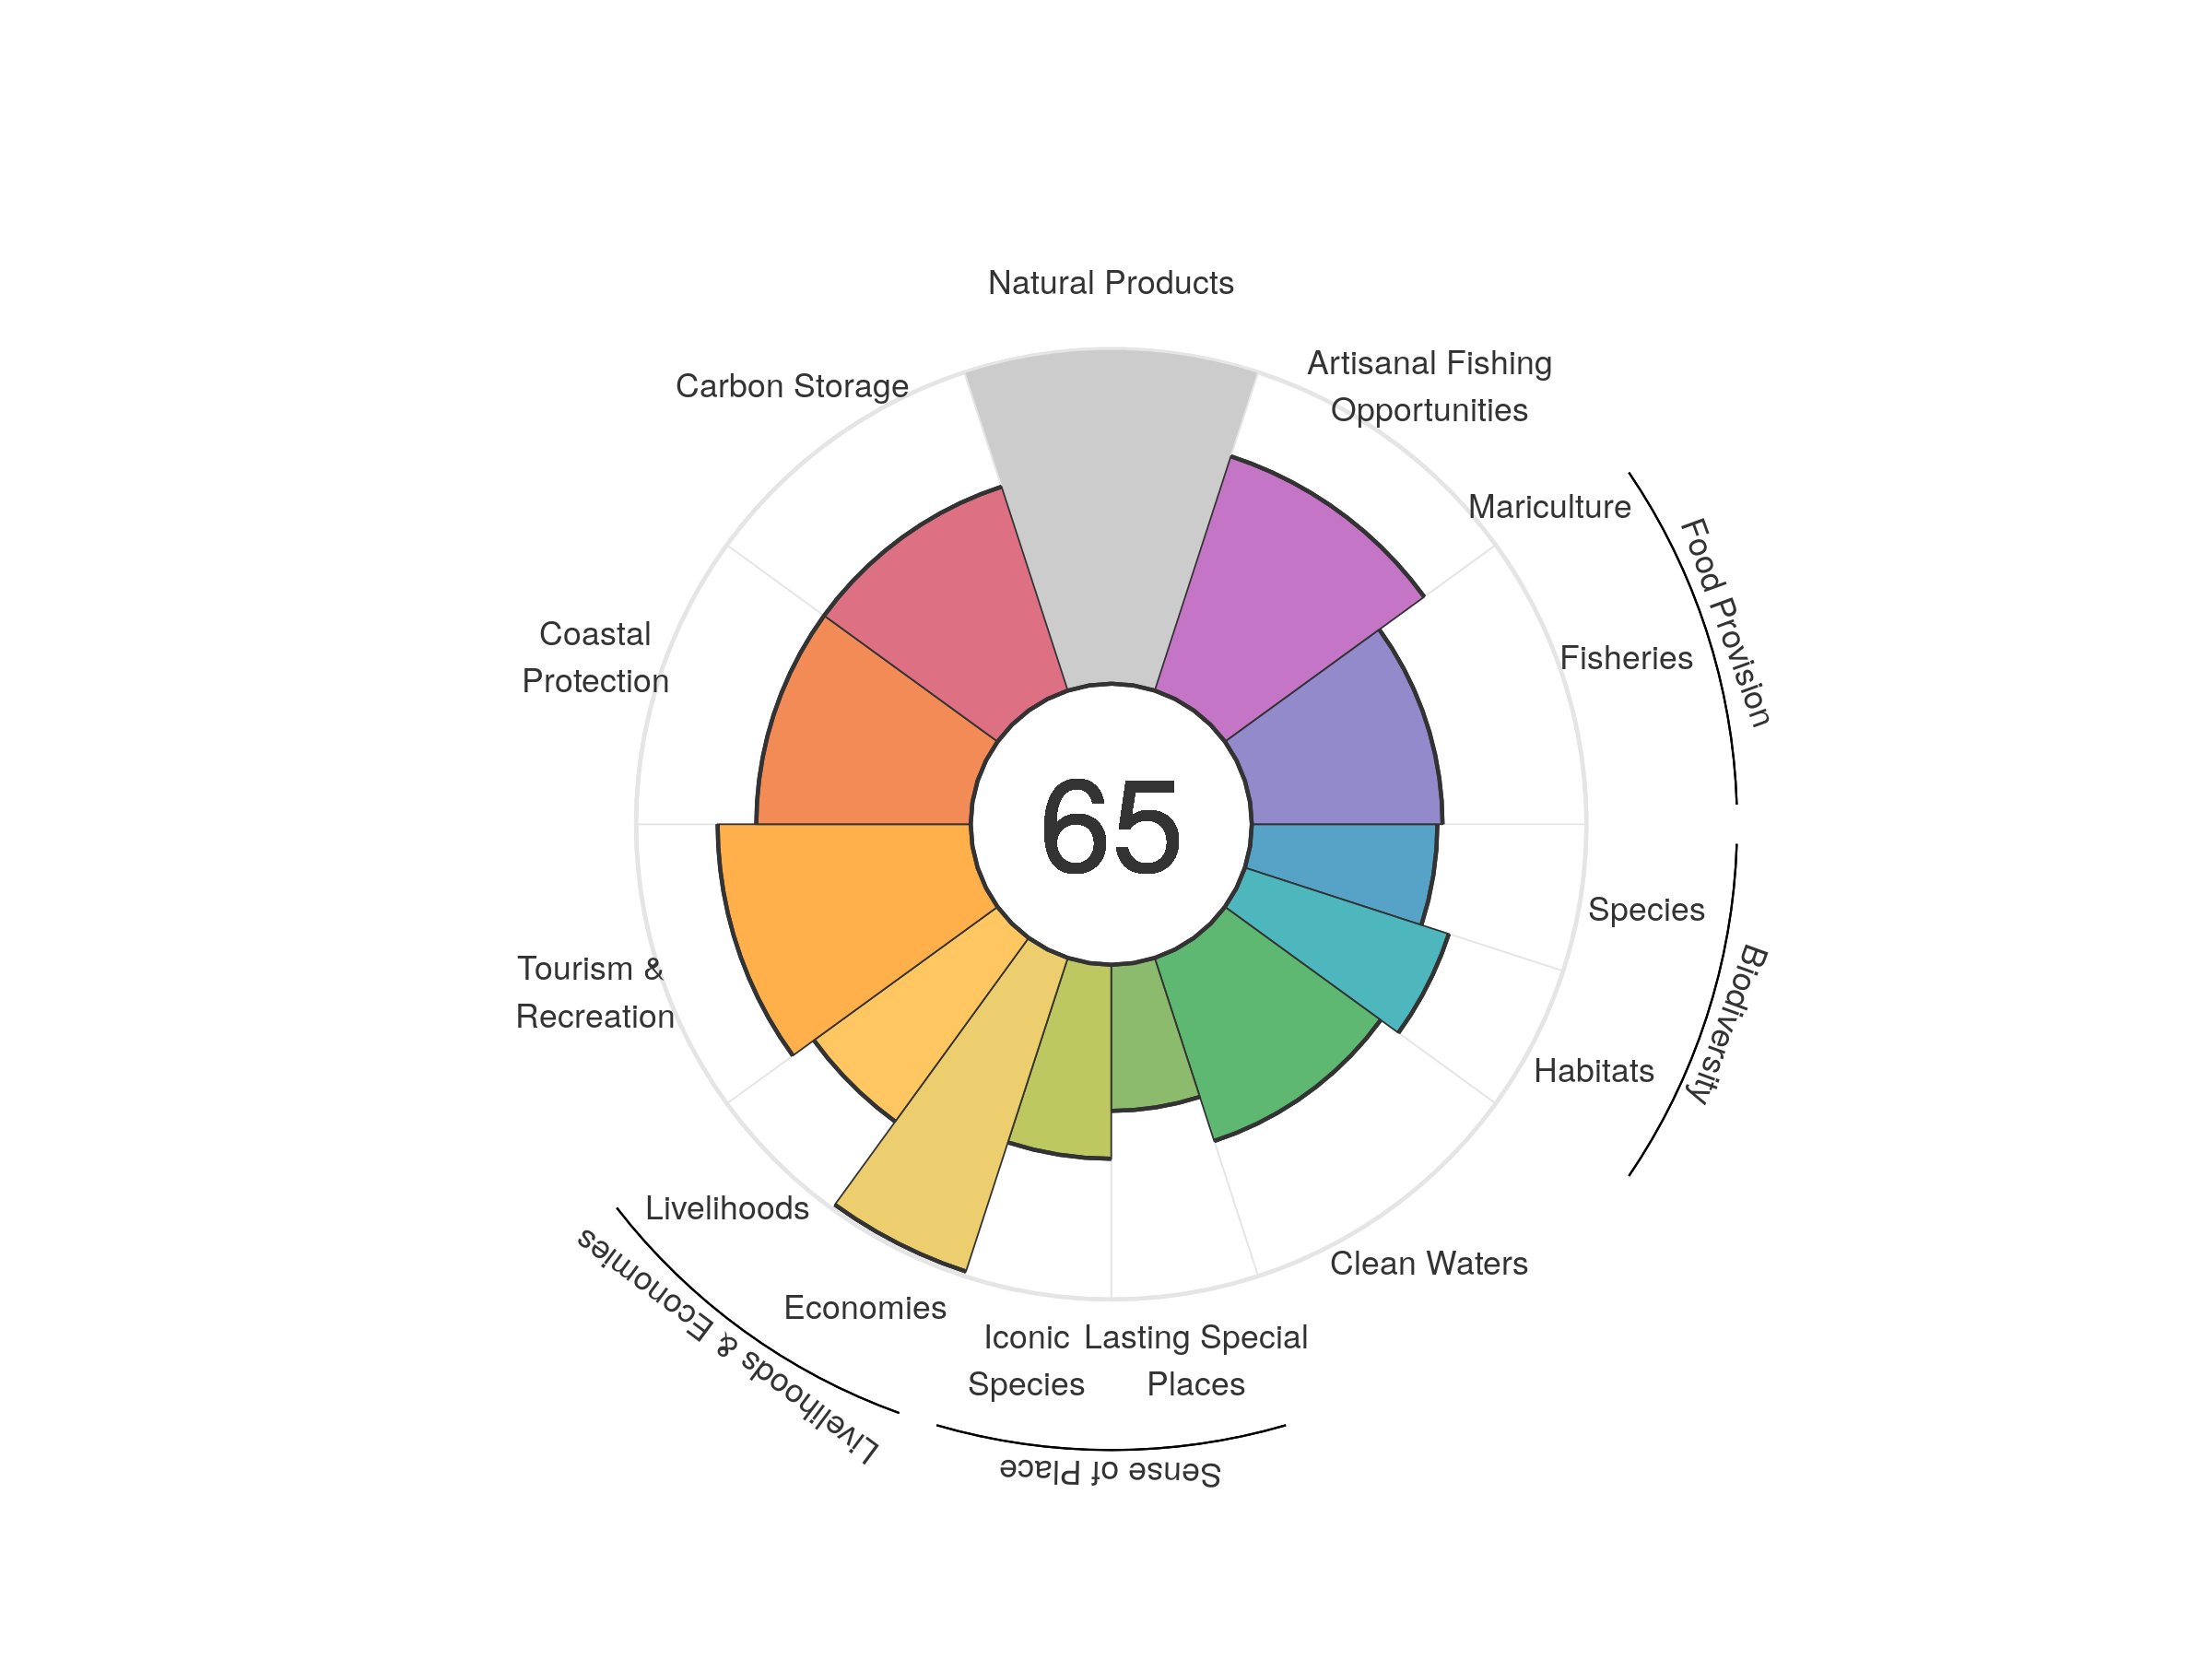 Natural Products
Artisanal Fishing
Opportunities
Carbon Storage
Mariculture
Food Provision
Fisheries
Coastal
Protection
65
Species
Biodiversity
Tourism &
Recreation
Habitats
Livelihoods
Clean Waters
Livelihoods & Economies
Economies
Iconic
Species
Lasting Special
Places
Sense of Place